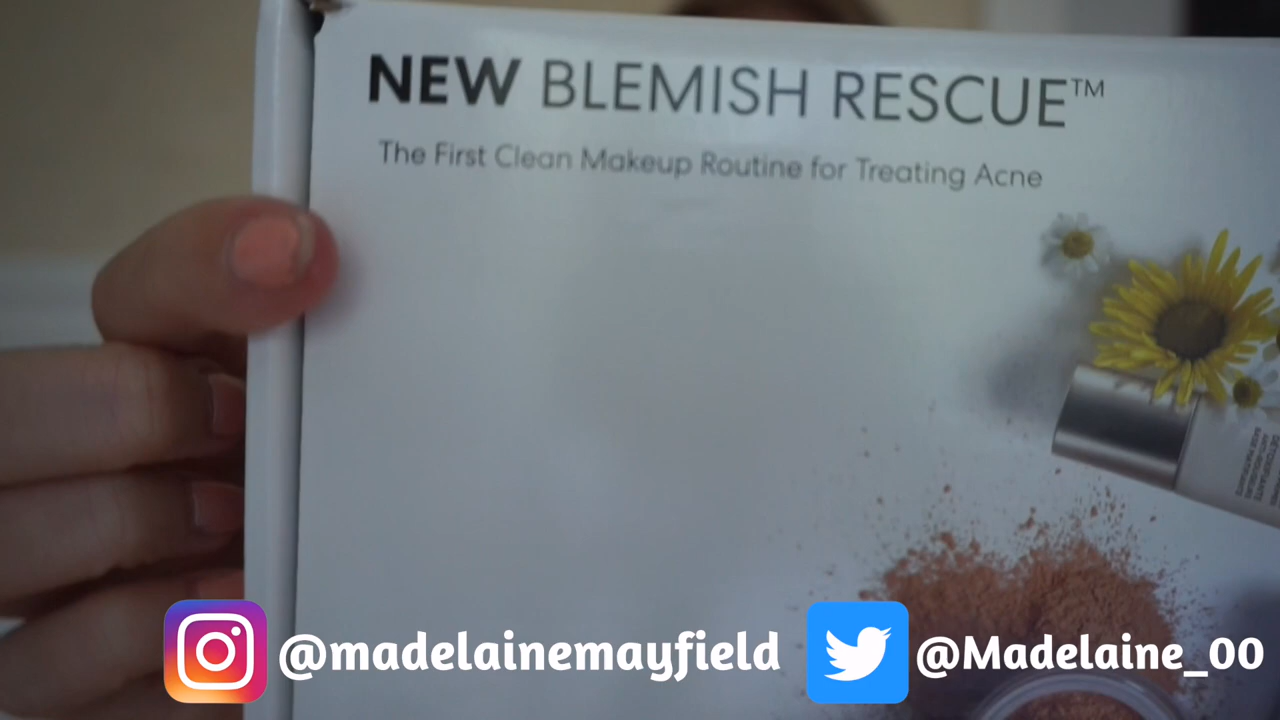 NEW BLEMISH RESCUE™
The First Clean Makeup Routine for Treating Acne
@madelainemayfield
@Madelaine_00